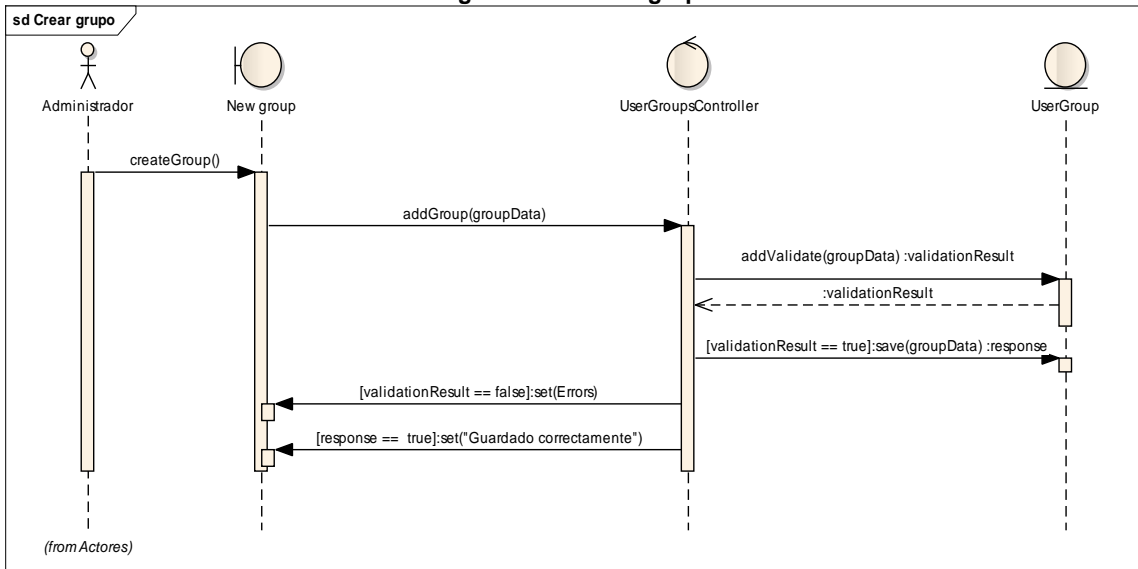 sd Crear grupo
Administrador
New group
UserGroupsController
UserGroup
createGroup()
addGroup(groupData)
addValidate(groupData) :validationResult
:validationResult
[validationResult == true]:save(groupData) :response
[validationResult == false]:set(Errors)
[response == true]:set("Guardado correctamente")
(from Actores)